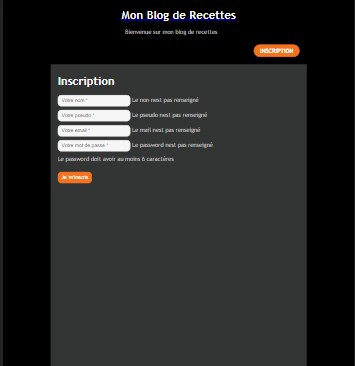 Mon Blog de Recettes
Bienvenue sur mon blog de recettes
INSCRIPTION
Inscription
Votre nom * Le non nest pas renseigné
Votre pseudo * Le pseudo nest pas renseigné
Votre email * Le mail nest pas renseigné
Votre mot de passe * Le password nest pas renseigné
Le password doit avoir au moins 6 caractères
Je m'inscris